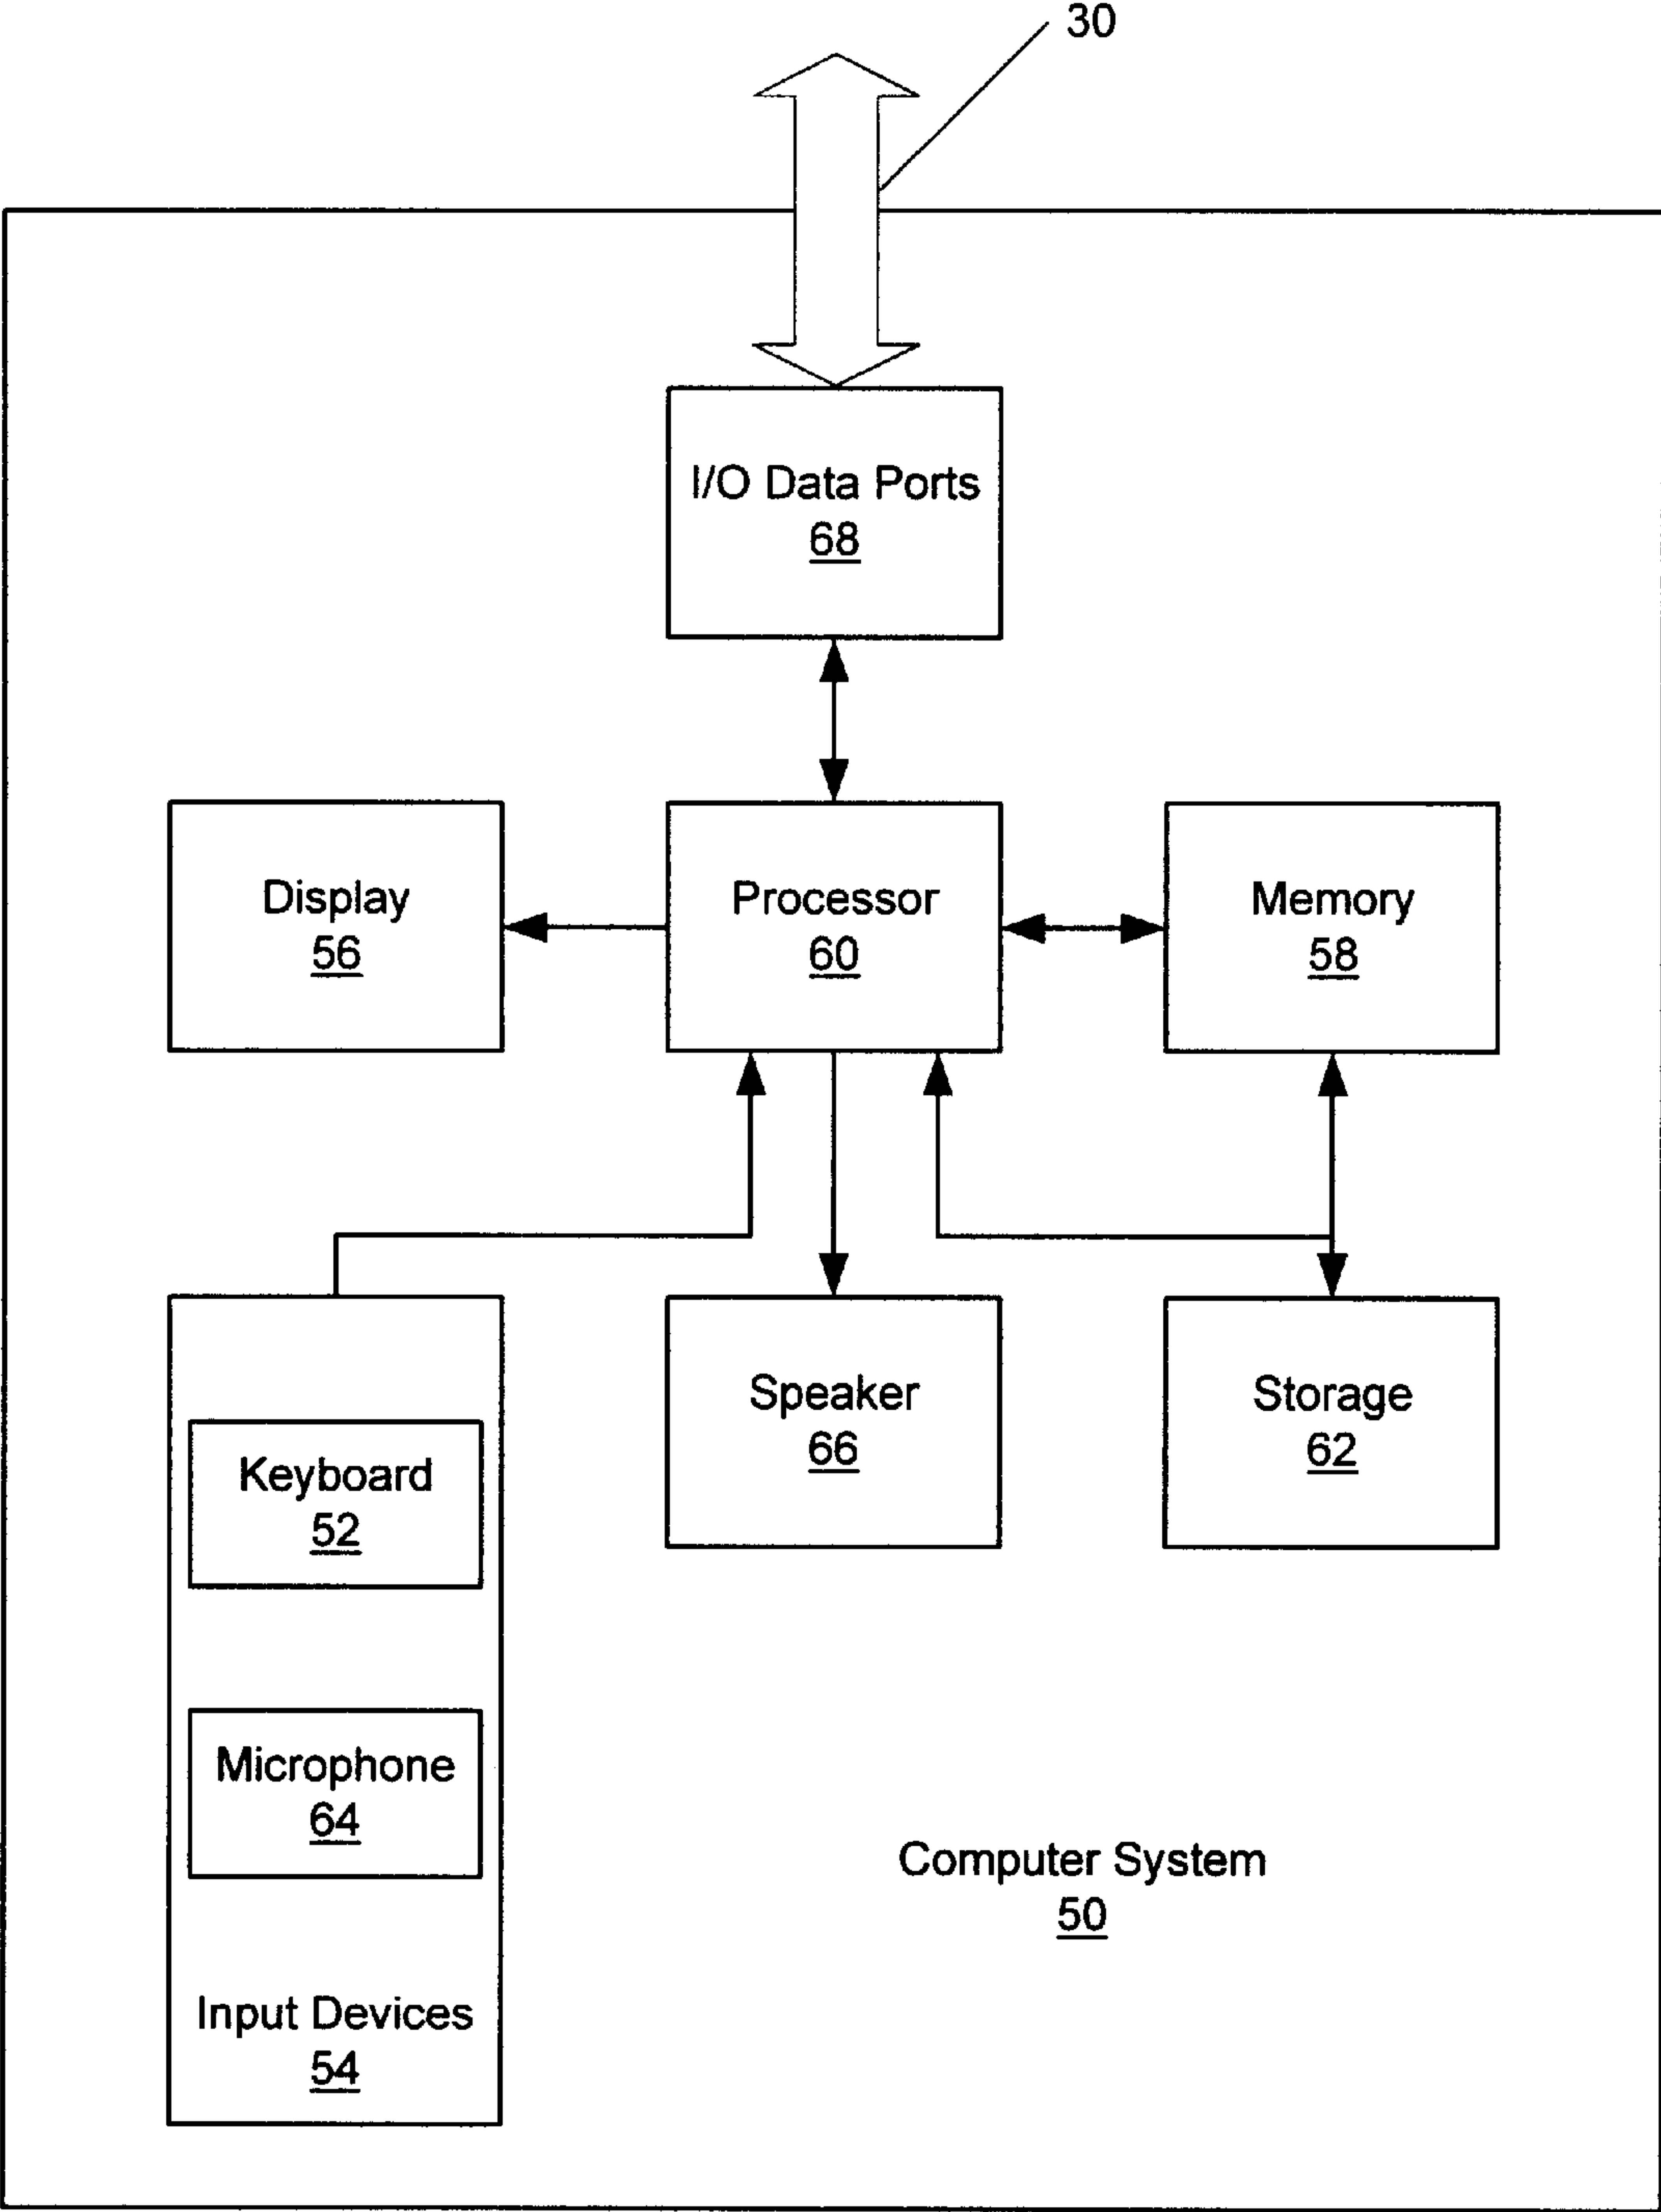 30
I/O Data Ports
68
Display
56
Processor
60
Memory
58
Keyboard
52
Microphone
64
Input Devices
54
Speaker
66
Storage
62
Computer System
50